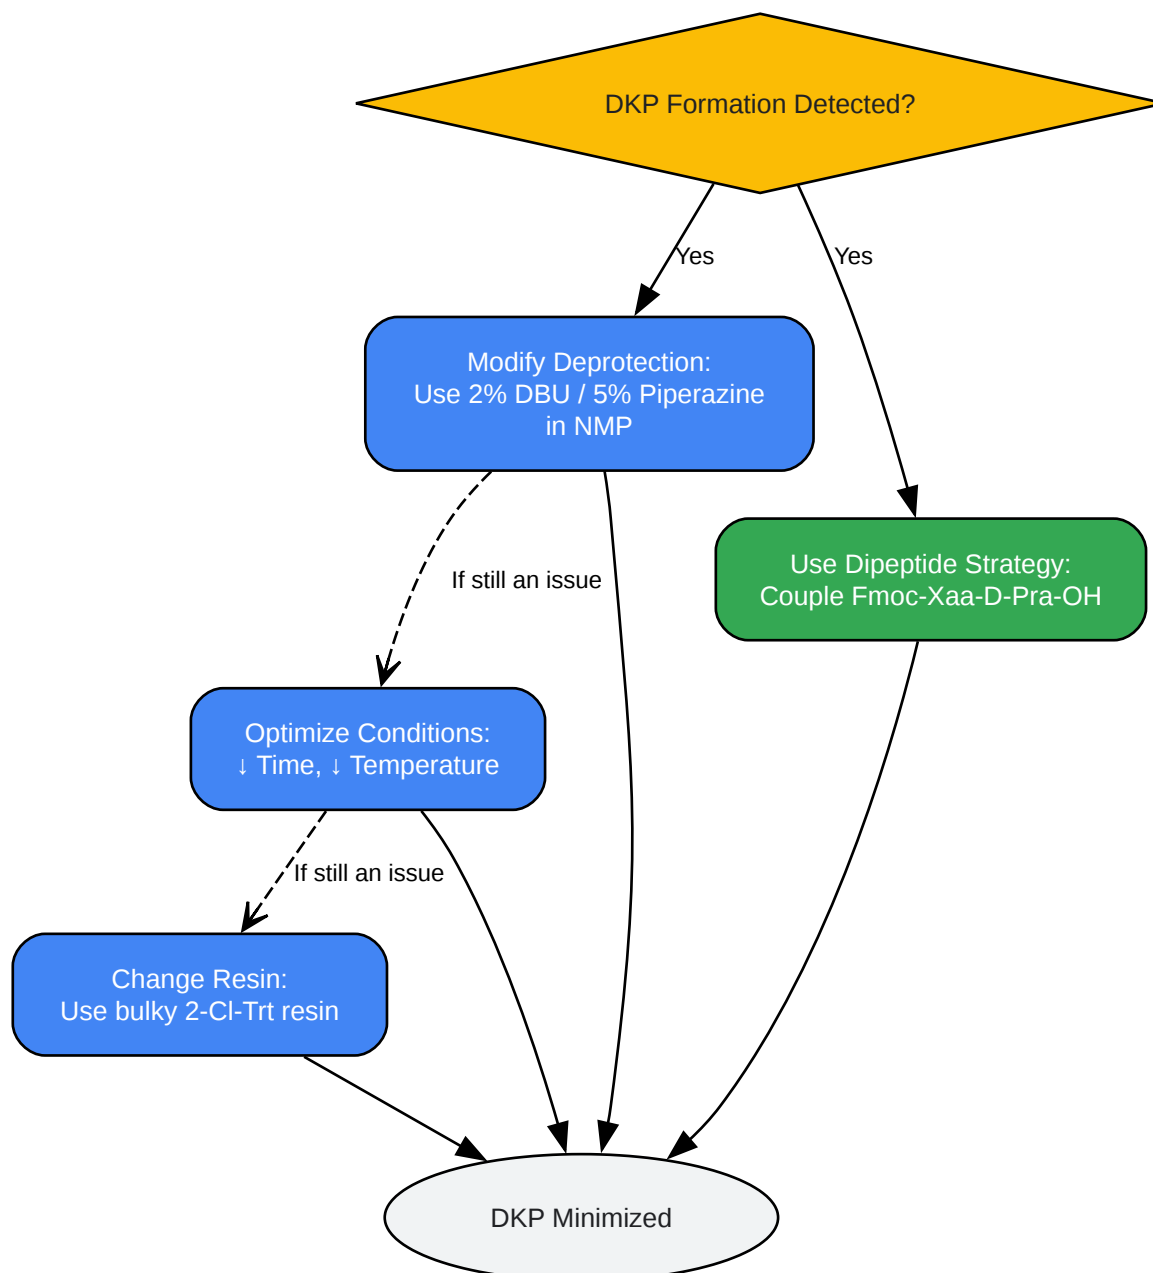 DKP Formation Detected?
Yes
Yes
Modify Deprotection:
Use 2% DBU / 5% Piperazine
in NMP
Use Dipeptide Strategy:
Couple Fmoc-Xaa-D-Pra-OH
If still an issue
Optimize Conditions:
↓ Time, ↓ Temperature
If still an issue
Change Resin:
Use bulky 2-Cl-Trt resin
DKP Minimized